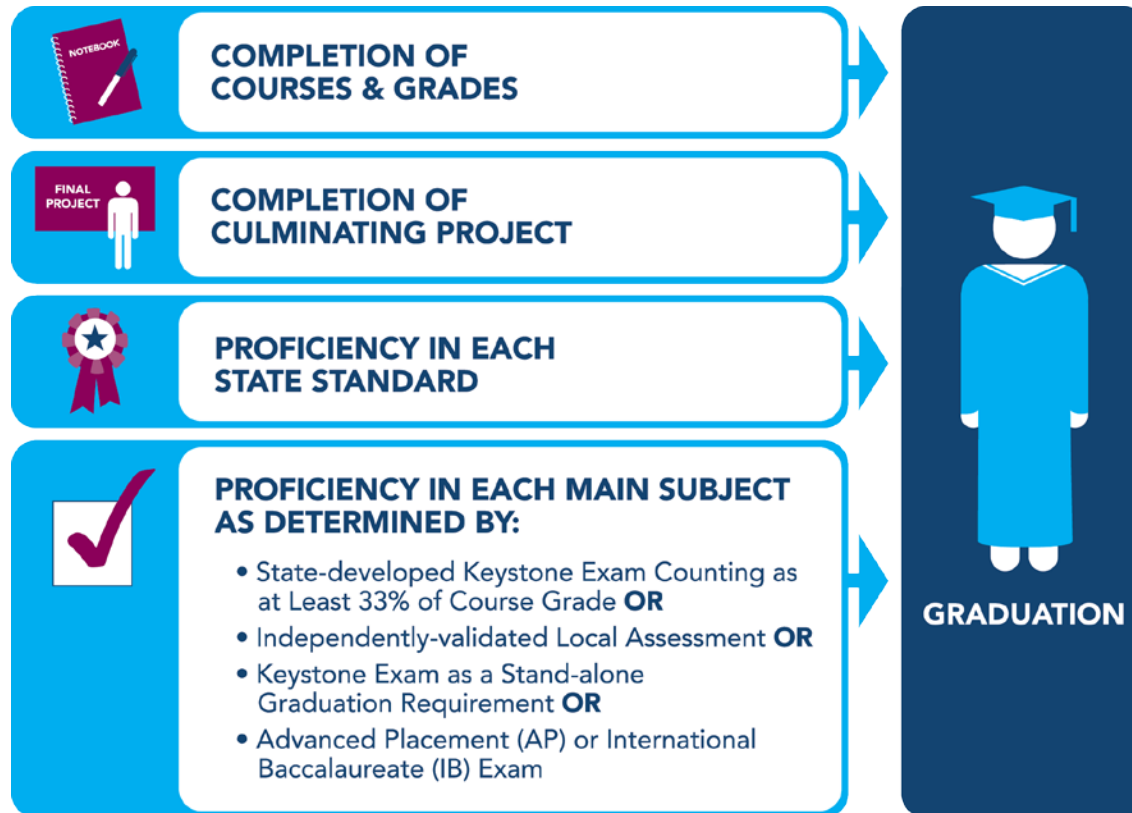 NOTEBOOK
COMPLETION OF
COURSES & GRADES
FINAL
PROJECT
COMPLETION OF
CULMINATING PROJECT
PROFICIENCY IN EACH
STATE STANDARD
PROFICIENCY IN EACH MAIN SUBJECT
AS DETERMINED BY:
• State-developed Keystone Exam Counting as
at Least 33% of Course Grade OR
• Independently-validated Local Assessment OR
• Keystone Exam as a Stand-alone
Graduation Requirement OR
• Advanced Placement (AP) or International
Baccalaureate (IB) Exam
GRADUATION